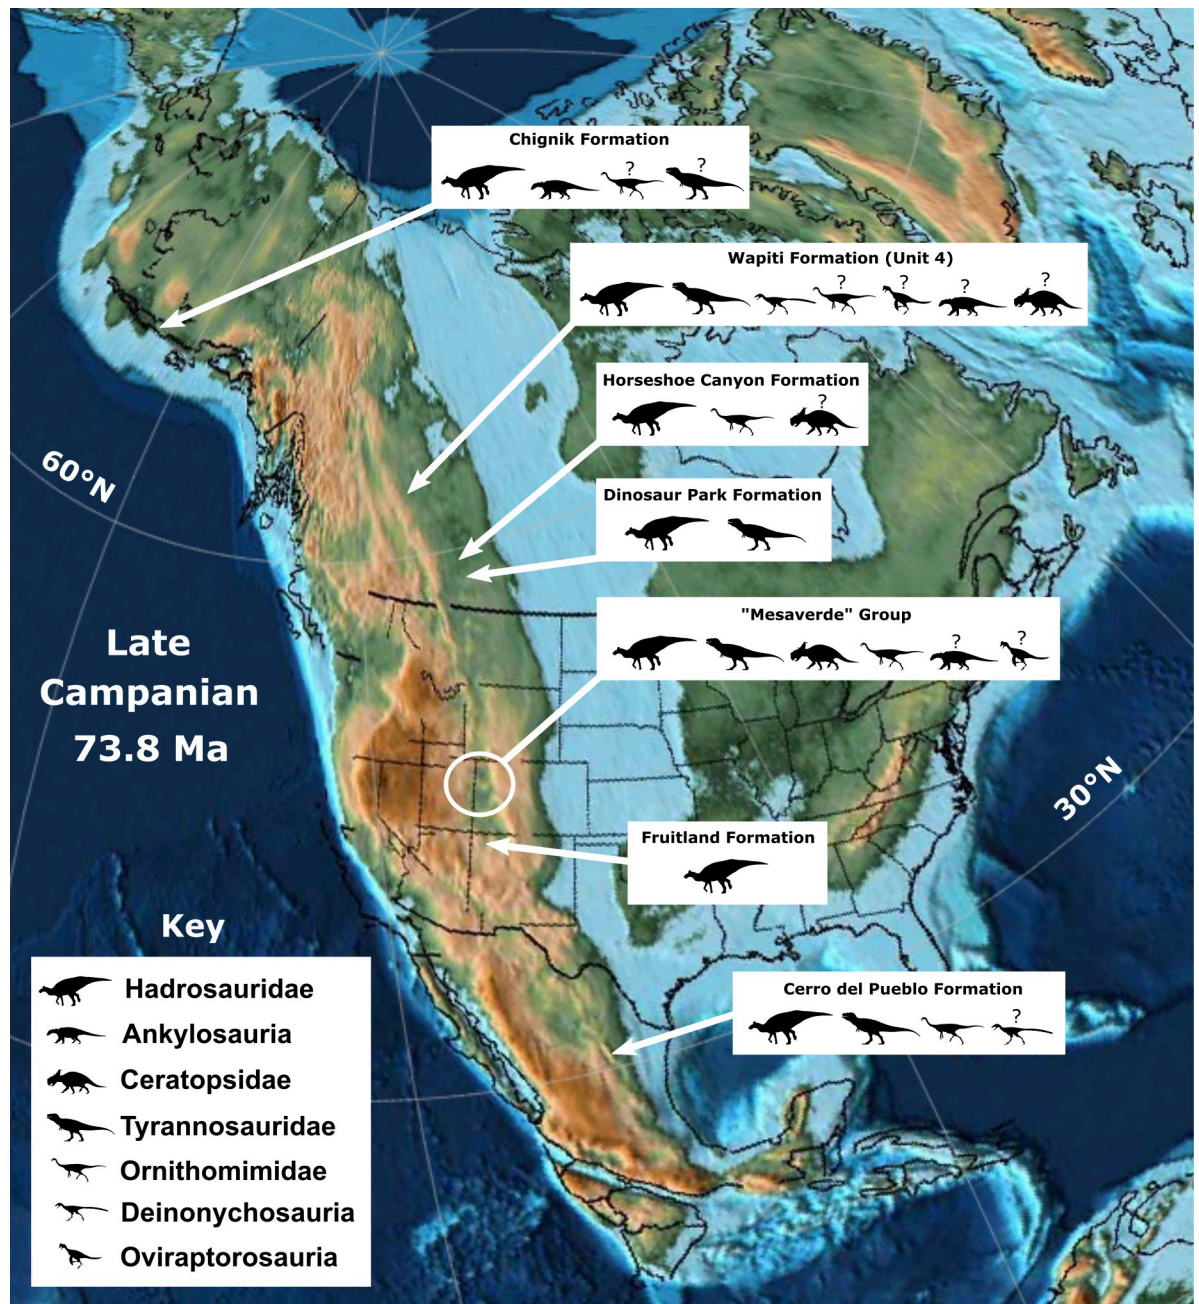 Chignik Formation
? ?
Wapiti Formation (Unit 4)
? ? ? ?
Horseshoe Canyon Formation
?
Dinosaur Park Formation
60°N
"Mesaverde" Group
? ?
Late
Campanian
73.8 Ma
30°N
Fruitland Formation
Key
Cerro del Pueblo Formation
?
Hadrosauridae
Ankylosauria
Ceratopsidae
Tyrannosauridae
Ornithomimidae
Deinonychosauria
Oviraptorosauria